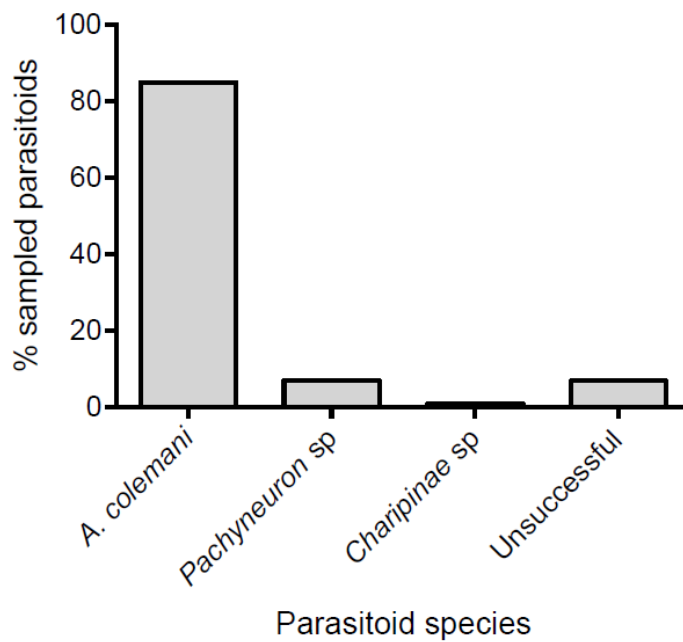 % sampled parasitoids
100
80
60
40
20
0
A. colemani
Pachyneuron sp
Charipinae sp
Unsuccessful
Parasitoid species